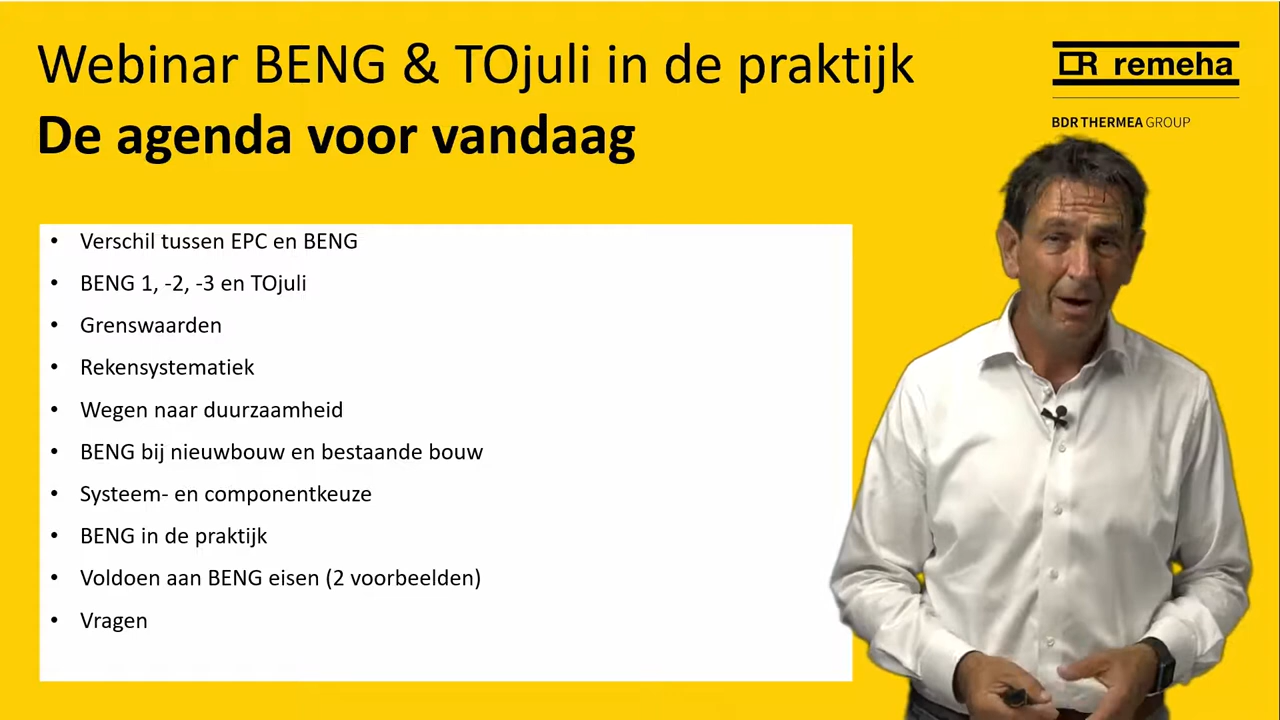 Webinar BENG & TOjuli in de praktijk
De agenda voor vandaag
remeha
BDR THERMEA GROUP
• Verschil tussen EPC en BENG
• BENG 1, -2, -3 en TOjuli
• Grenswaarden
• Rekensystematiek
• Wegen naar duurzaamheid
• BENG bij nieuwbouw en bestaande bouw
• Systeem- en componentkeuze
• BENG in de praktijk
• Voldoen aan BENG eisen (2 voorbeelden)
• Vragen